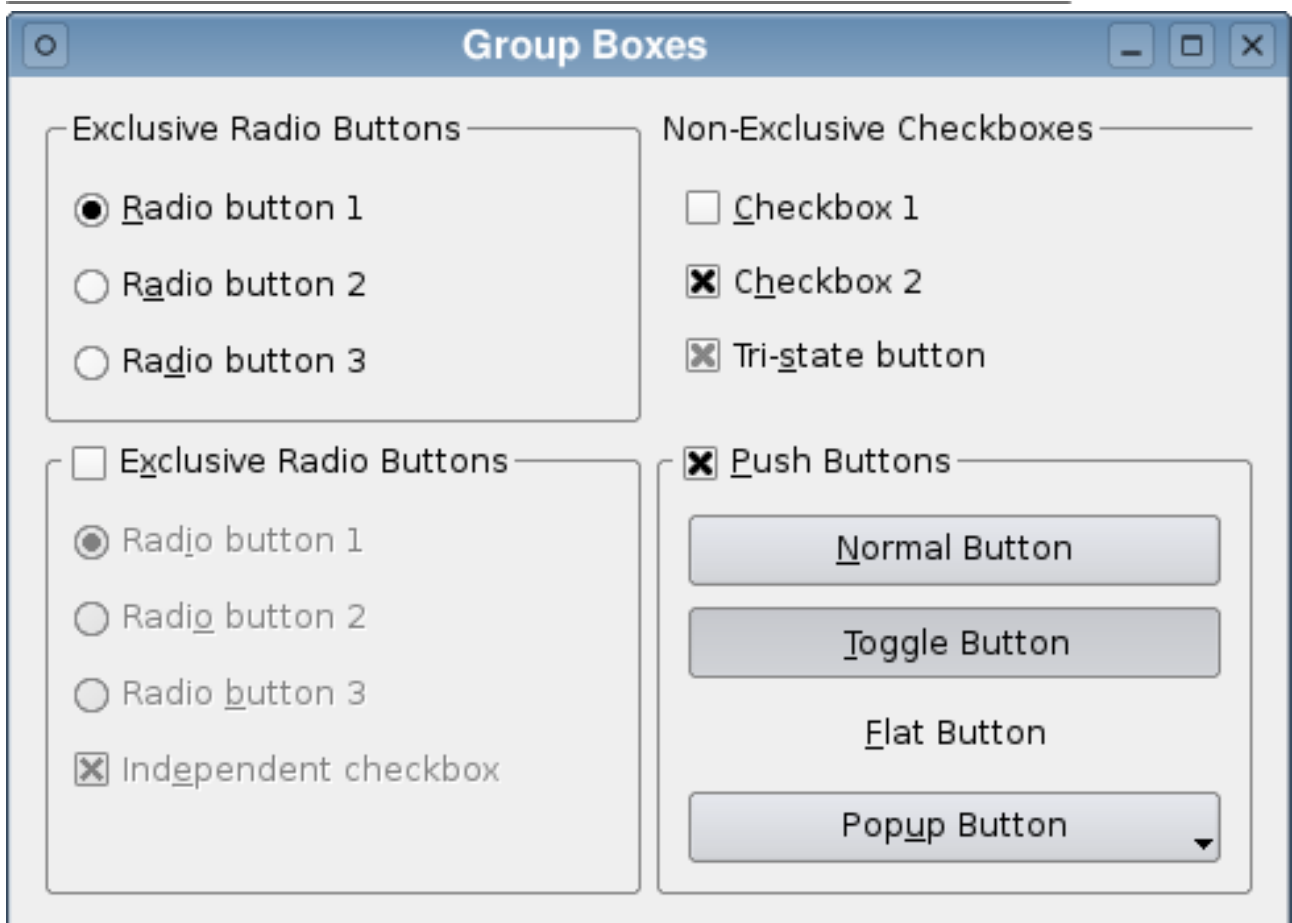 Group Boxes
Exclusive Radio Buttons
Radio button 1
Radio button 2
Radio button 3
Non-Exclusive Checkboxes
Checkbox 1
Checkbox 2
Tri-state button
Exclusive Radio Buttons
Radio button 1
Radio button 2
Radio button 3
Independent checkbox
Push Buttons
Normal Button
Toggle Button
Flat Button
Popup Button